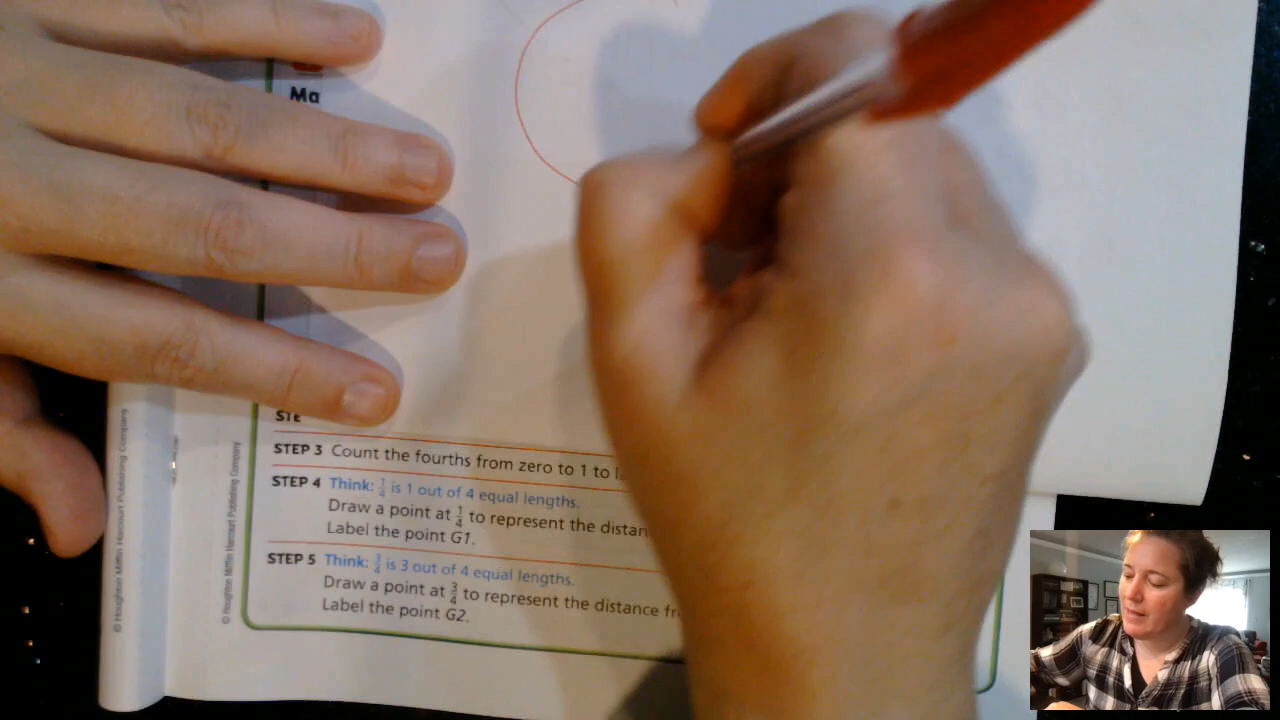 Ma
STE
STEP 3 Count the fourths from zero to 1 to
STEP 4 Think: 1/4 is 1 out of 4 equal lengths.
Draw a point at 1/4 to represent the
Label the point G1.
STEP 5 Think: 3/4 is 3 out of 4 equal lengths.
Draw a point at 3/4 to represent the distance
Label the point G2.
© Houghton Mifflin Harcourt Publishing Company
© Houghton Mifflin Harcourt Publishing Company